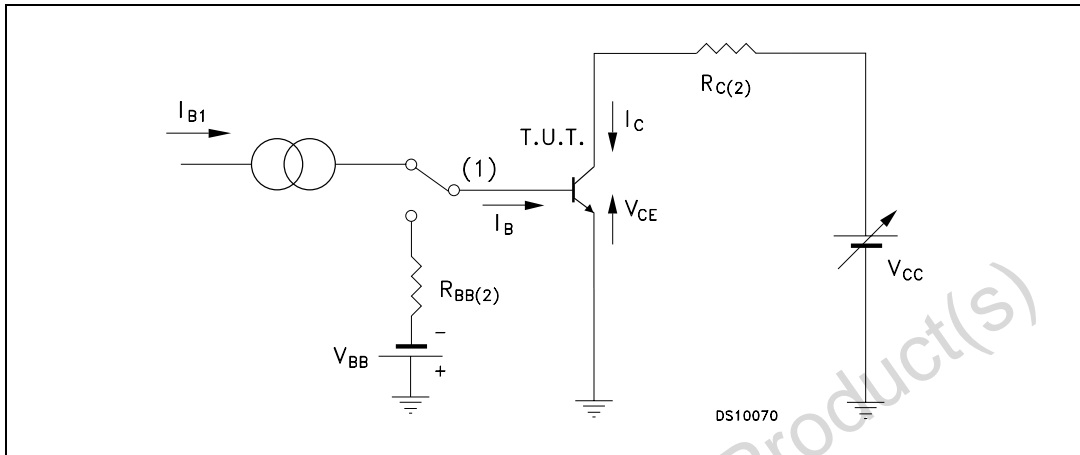 I_B1
T.U.T.
(1)
I_B
R_C(2)
I_C
V_CE
V_CC
R_BB(2)
V_BB
−
+
DS10070
Product(s)